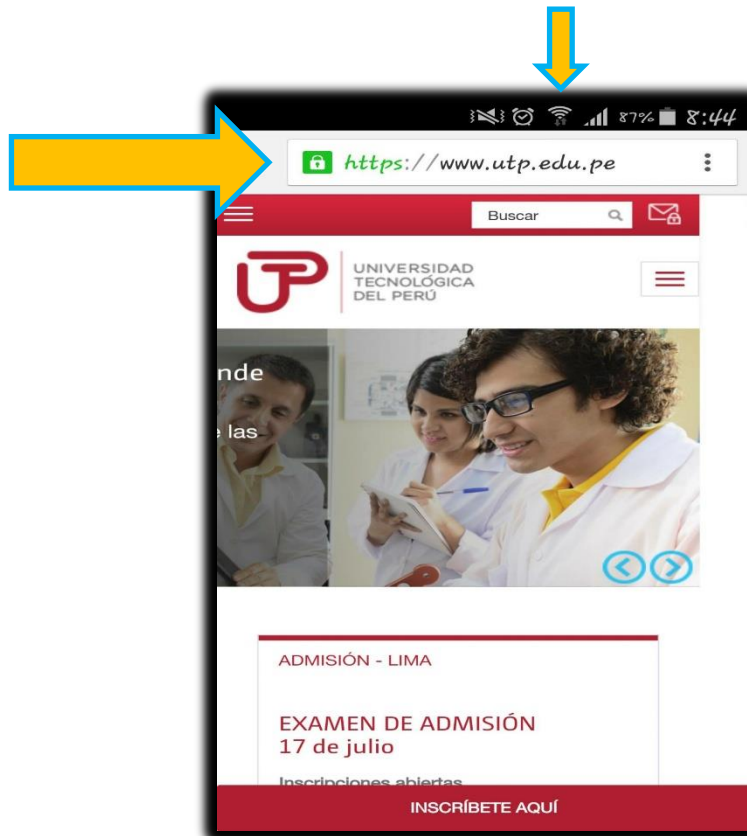 87% 8:44
https://www.utp.edu.pe
Buscar
UNIVERSIDAD
TECNOLÓGICA
DEL PERÚ
nde
e las
ADMISIÓN - LIMA
EXAMEN DE ADMISIÓN
17 de julio
Inscripciones abiertas
INSCRÍBETE AQUÍ